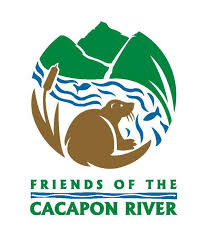 FRIENDS OF THE
CACAPON RIVER